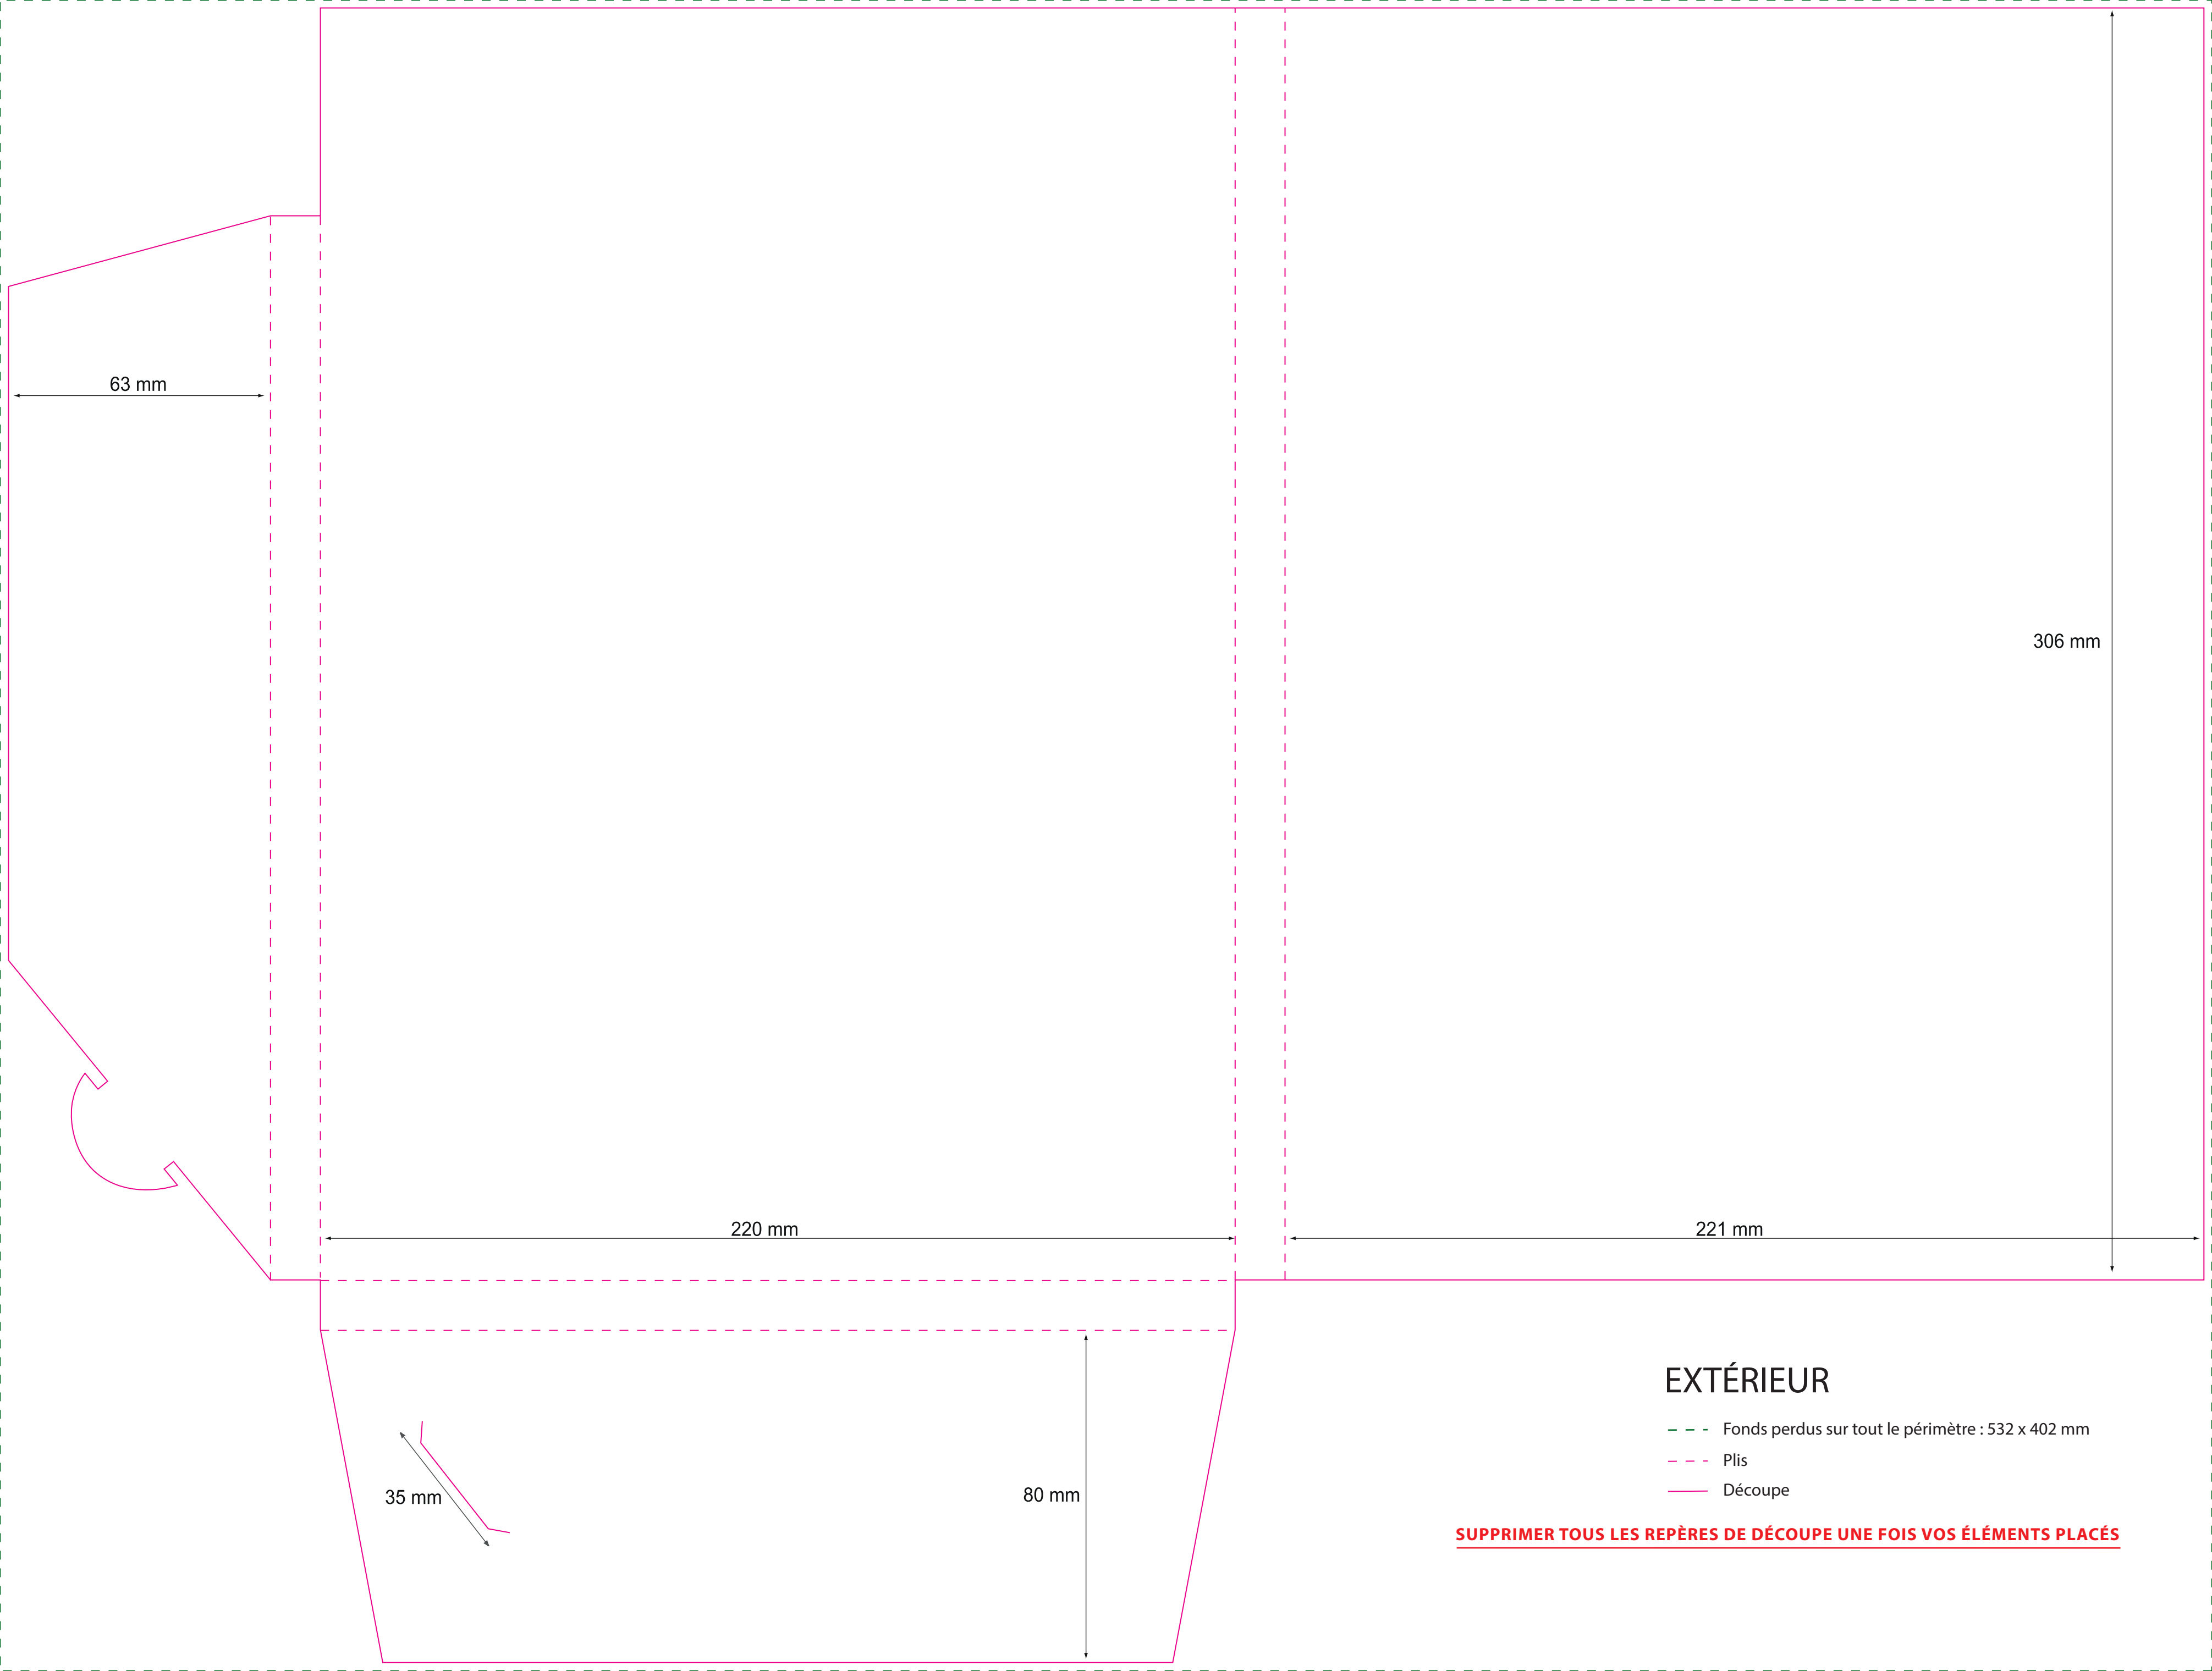 63 mm
306 mm
220 mm
221 mm
35 mm
80 mm
EXTÉRIEUR
Fonds perdus sur tout le périmètre : 532 x 402 mm
Plis
Découpe
SUPPRIMER TOUS LES REPÈRES DE DÉCOUPE UNE FOIS VOS ÉLÉMENTS PLACÉS